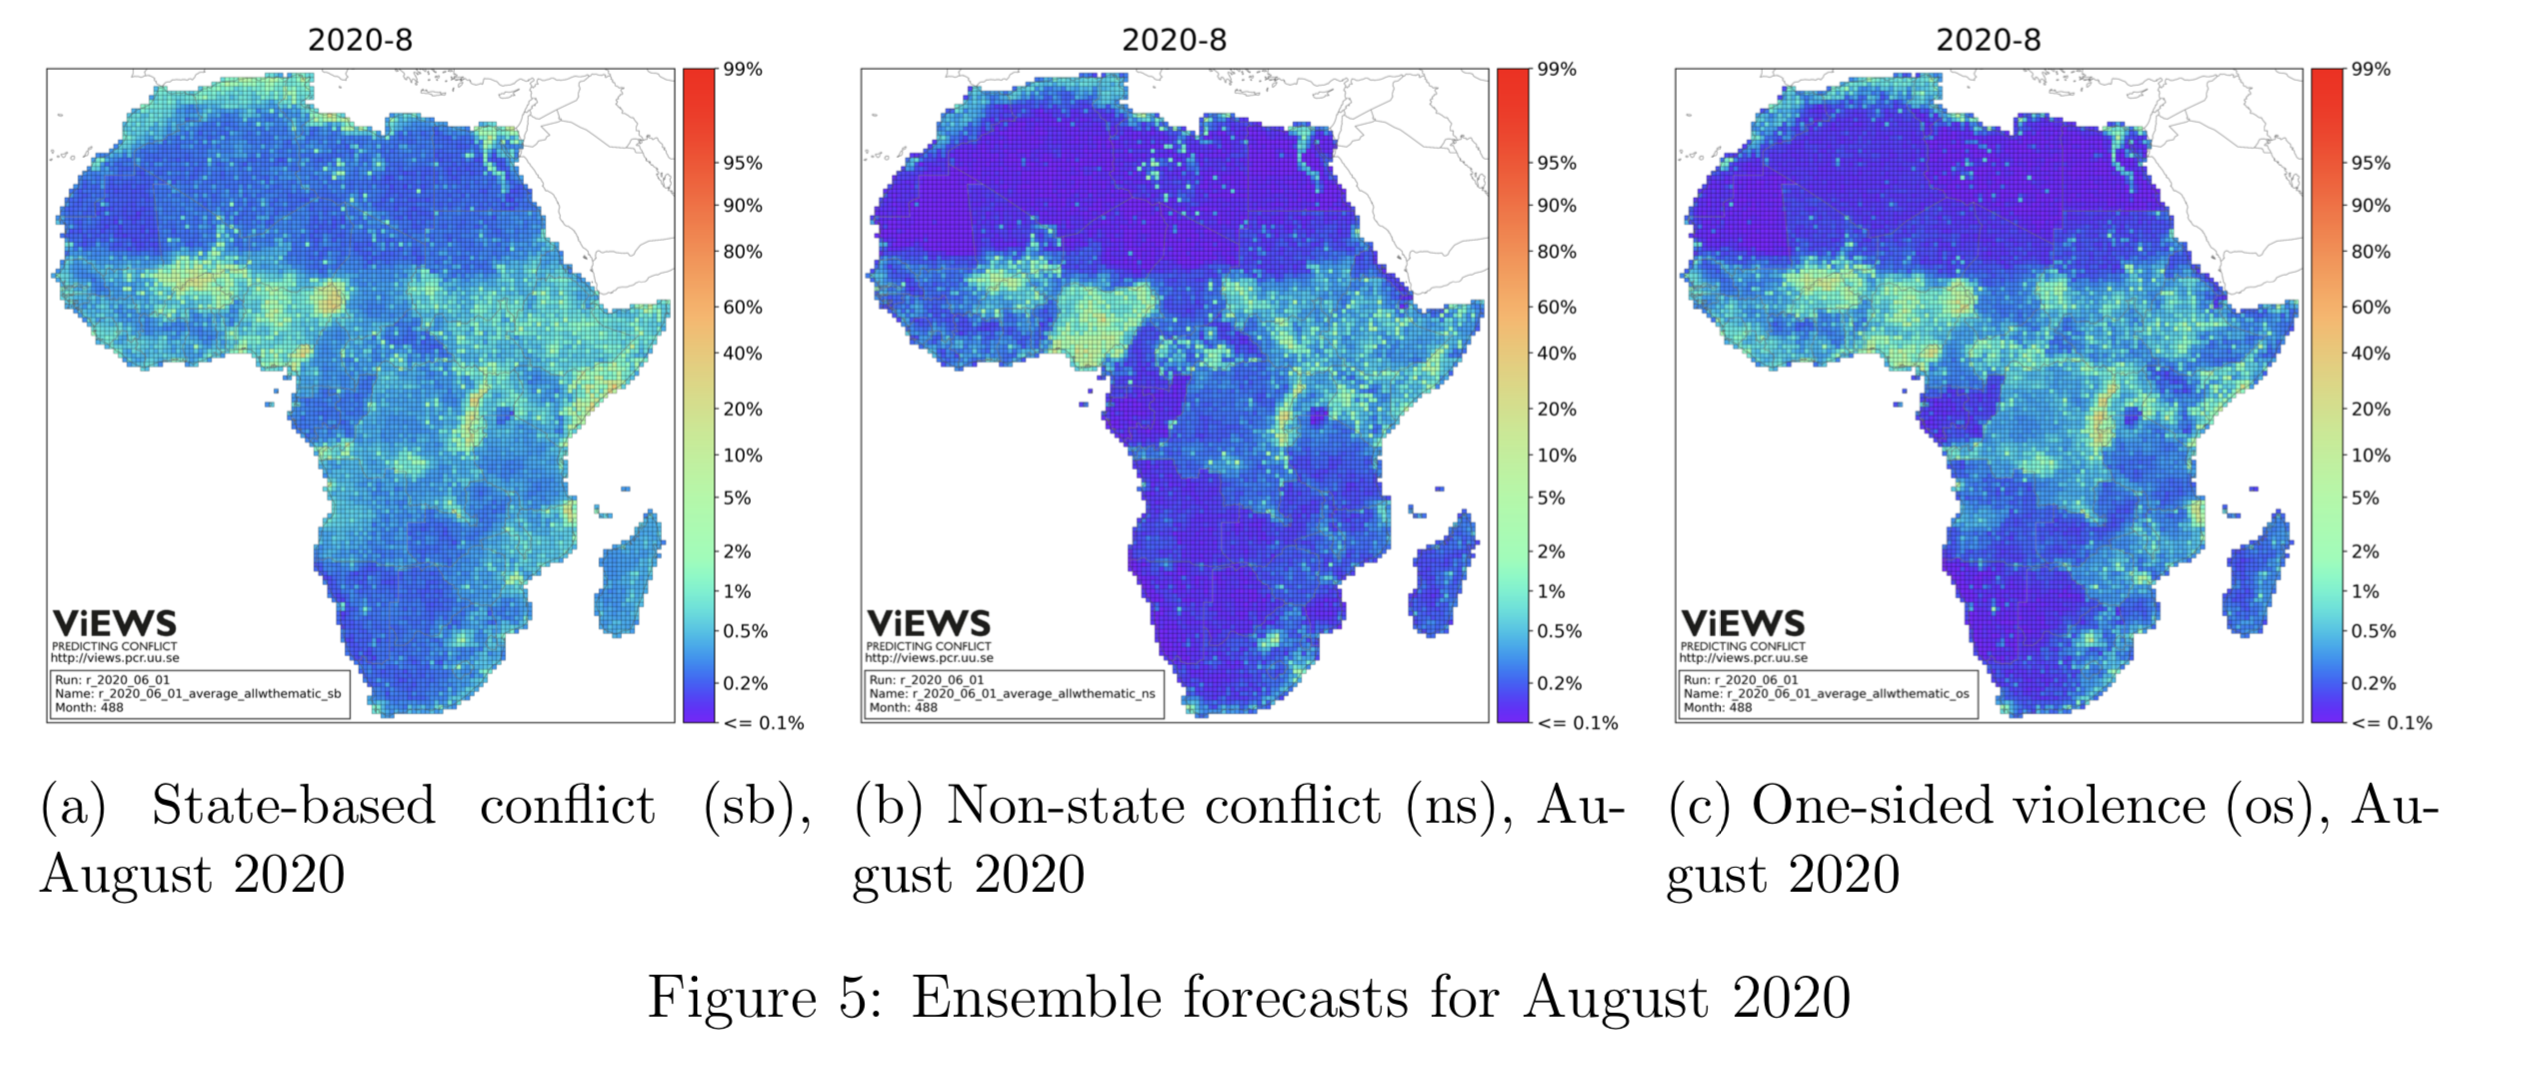 2020-8
99%
95%
90%
80%
60%
40%
20%
10%
5%
2%
1%
0.5%
0.2%
<= 0.1%
ViEWS
PREDICTING CONFLICT
http://views.pcr.uu.se
Run: r_2020_06_01
Name: r_2020_06_01_average_allwthematic_sb
Month: 488
(a) State-based conflict (sb),
August 2020
2020-8
99%
95%
90%
80%
60%
40%
20%
10%
5%
2%
1%
0.5%
0.2%
<= 0.1%
ViEWS
PREDICTING CONFLICT
http://views.pcr.uu.se
Run: r_2020_06_01
Name: r_2020_06_01_average_allwthematic_ns
Month: 488
(b) Non-state conflict (ns), Au-
gust 2020
2020-8
99%
95%
90%
80%
60%
40%
20%
10%
5%
2%
1%
0.5%
0.2%
<= 0.1%
ViEWS
PREDICTING CONFLICT
http://views.pcr.uu.se
Run: r_2020_06_01
Name: r_2020_06_01_average_allwthematic_os
Month: 488
(c) One-sided violence (os), Au-
gust 2020
Figure 5: Ensemble forecasts for August 2020